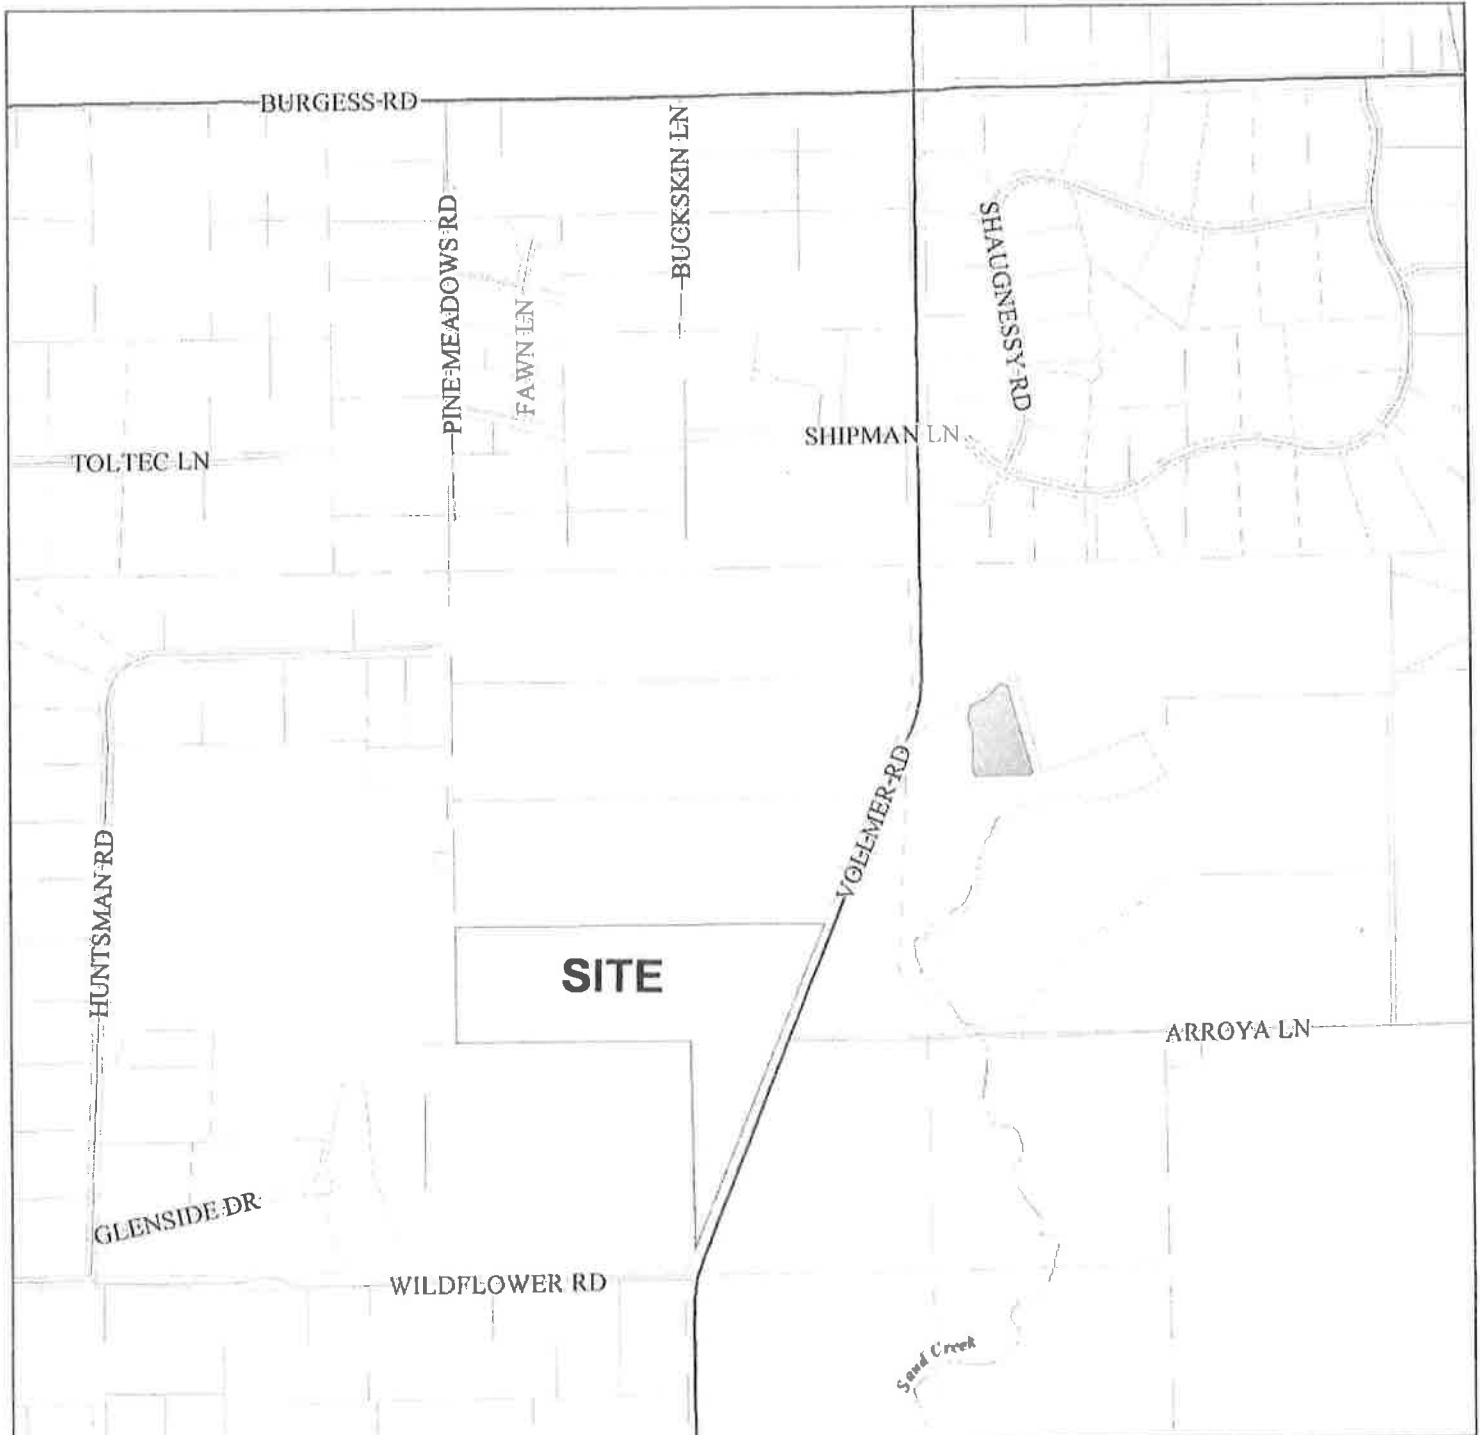 BURGESS RD
BUCKSKIN LN
PINE MEADOWS RD
SHAUGNESSY RD
FAWN LN
SHIPMAN LN
TOLTEC LN
VOLLMER RD
HUNTSMAN RD
SITE
ARROYA LN
GLENSIDE DR
WILDFLOWER RD
Sand Creek